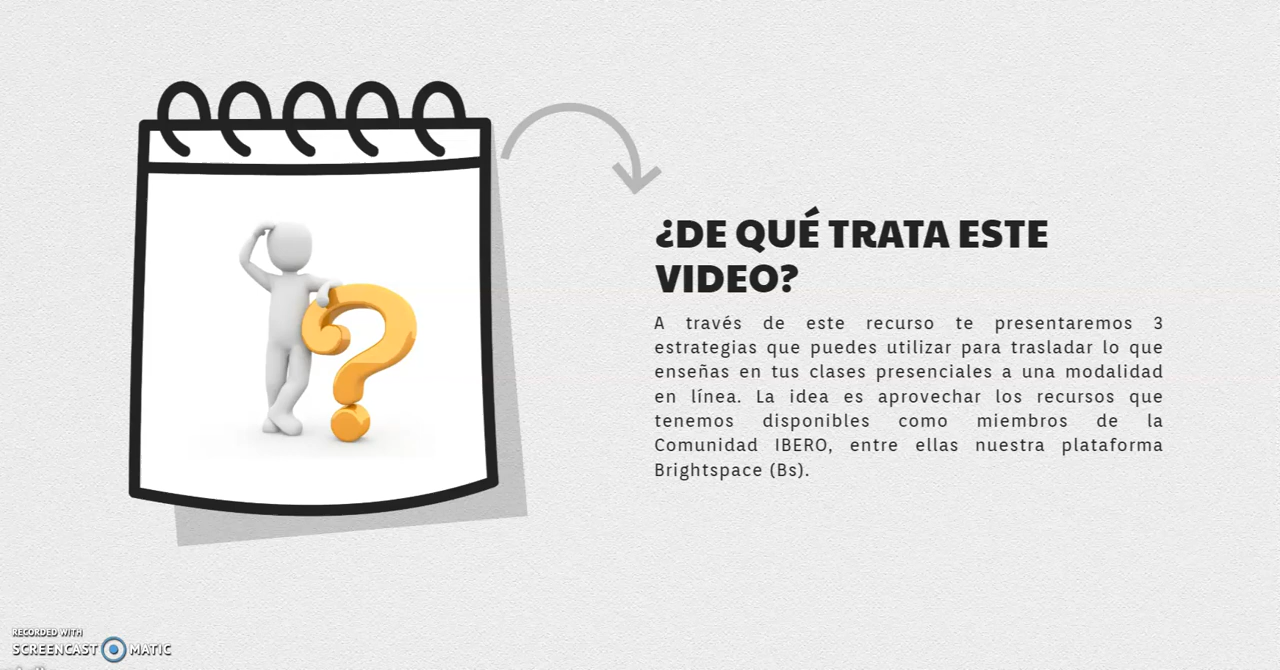 ¿DE QUÉ TRATA ESTE
VIDEO?
A través de este recurso te presentaremos 3
estrategias que puedes utilizar para trasladar lo que
enseñas en tus clases presenciales a una modalidad
en línea. La idea es aprovechar los recursos que
tenemos disponibles como miembros de la
Comunidad IBERO, entre ellas nuestra plataforma
Brightspace (Bs).
RECORDED WITH
SCREENCAST MATIC